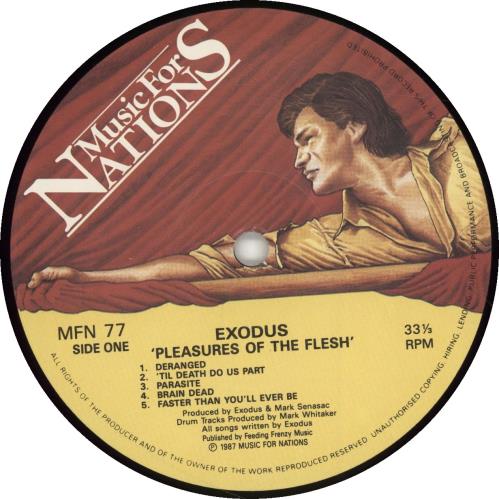 Music For
NATIONS
MFN 77
SIDE ONE
EXODUS
'PLEASURES OF THE FLESH'
33⅓
RPM
1. DERANGED
2. 'TIL DEATH DO US PART
3. PARASITE
4. BRAIN DEAD
5. FASTER THAN YOU'LL EVER BE
Produced by Exodus & Mark Senasac
Drum Tracks Produced by Mark Whitaker
All songs written by Exodus
Published by Feeding Frenzy Music
Ⓟ 1987 MUSIC FOR NATIONS
ALL RIGHTS OF THE PRODUCER AND OF THE OWNER OF THE WORK REPRODUCED RESERVED UNAUTHORISED COPYING, HIRING, LENDING, PUBLIC PERFORMANCE AND BROADCASTING OF THIS RECORD PROHIBITED